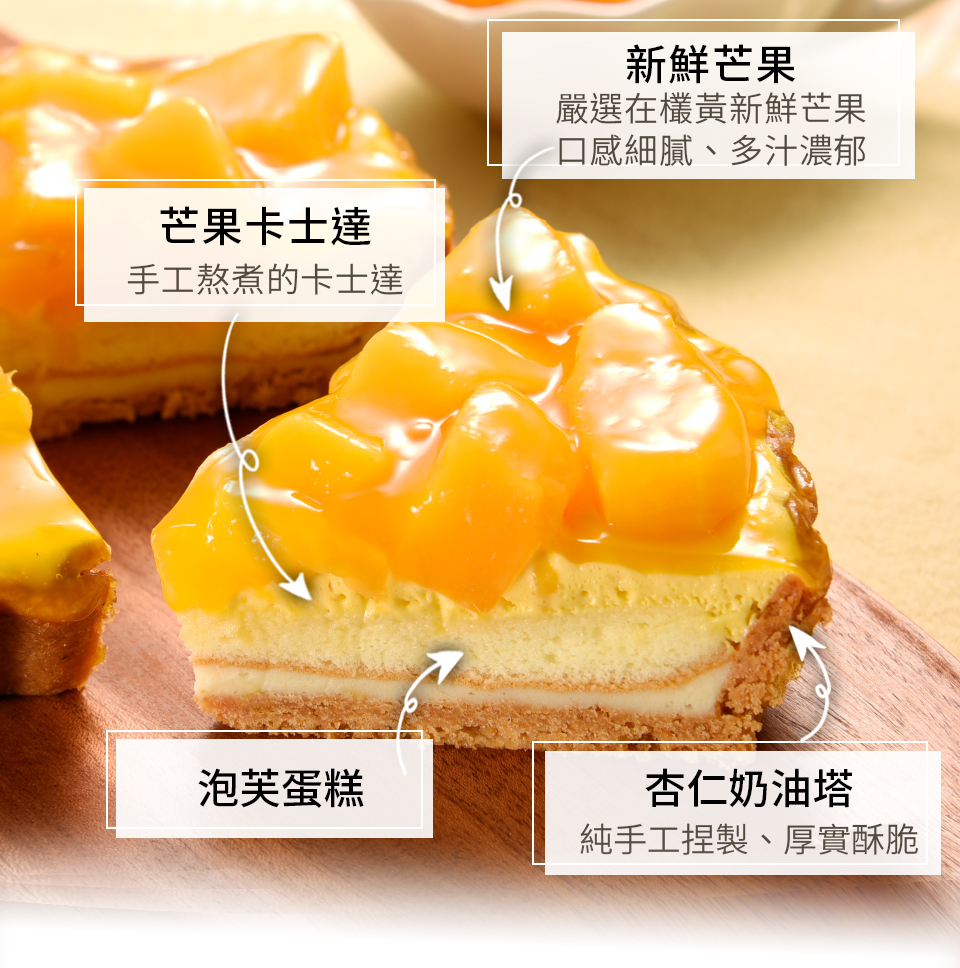 新鮮芒果
嚴選在欉黃新鮮芒果
口感細膩、多汁濃郁
芒果卡士達
手工熬煮的卡士達
泡芙蛋糕
杏仁奶油塔
純手工捏製、厚實酥脆